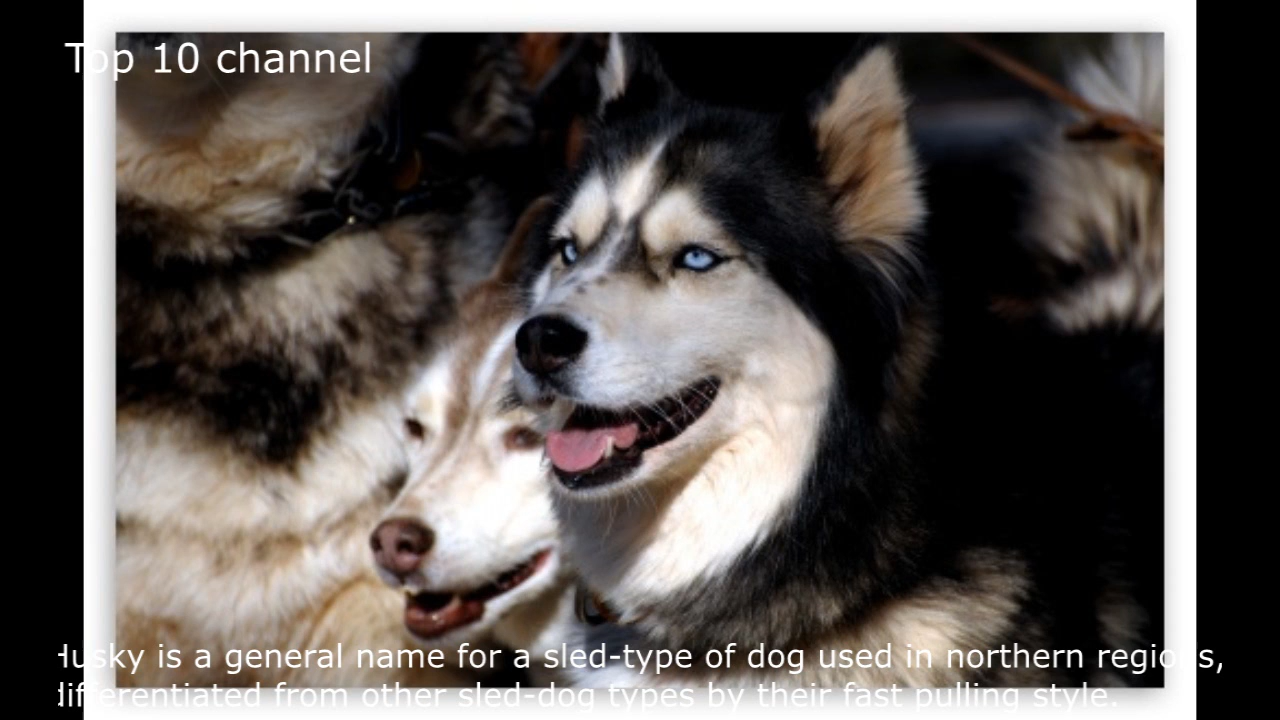 Top 10 channel
Husky is a general name for a sled-type of dog used in northern regions,
differentiated from other sled-dog types by their fast pulling style.